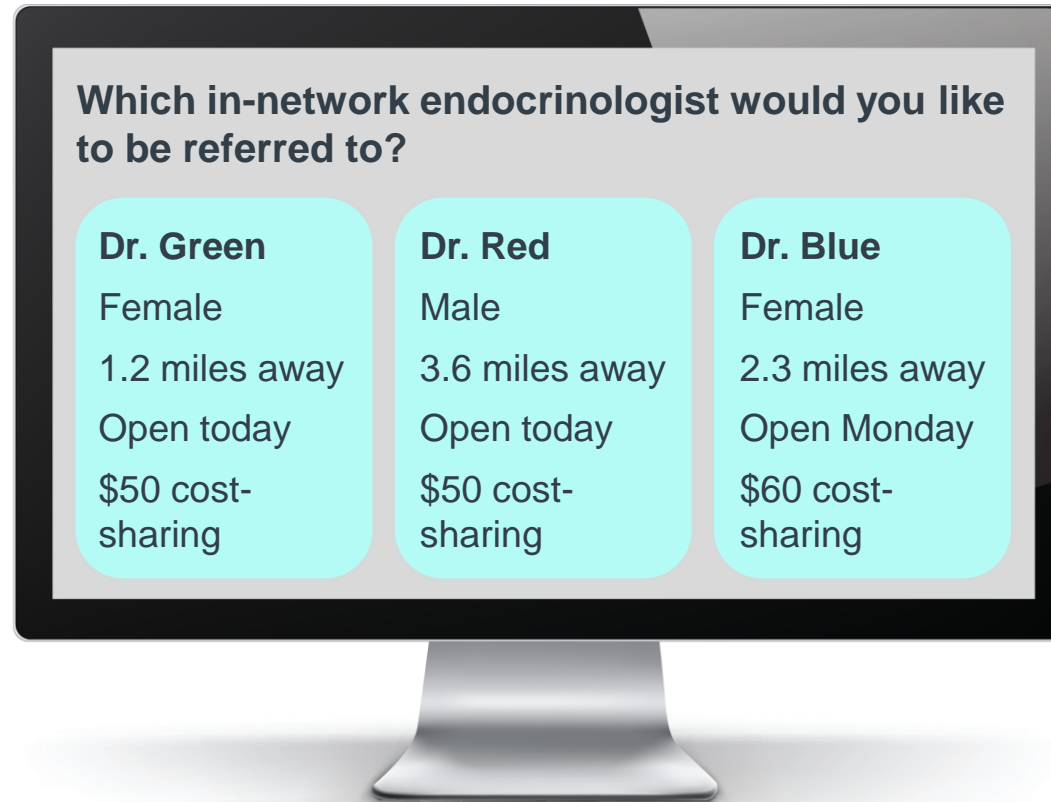 Which in-network endocrinologist would you like
to be referred to?
Dr. Green
Female
1.2 miles away
Open today
$50 cost-
sharing
Dr. Red
Male
3.6 miles away
Open today
$50 cost-
sharing
Dr. Blue
Female
2.3 miles away
Open Monday
$60 cost-
sharing